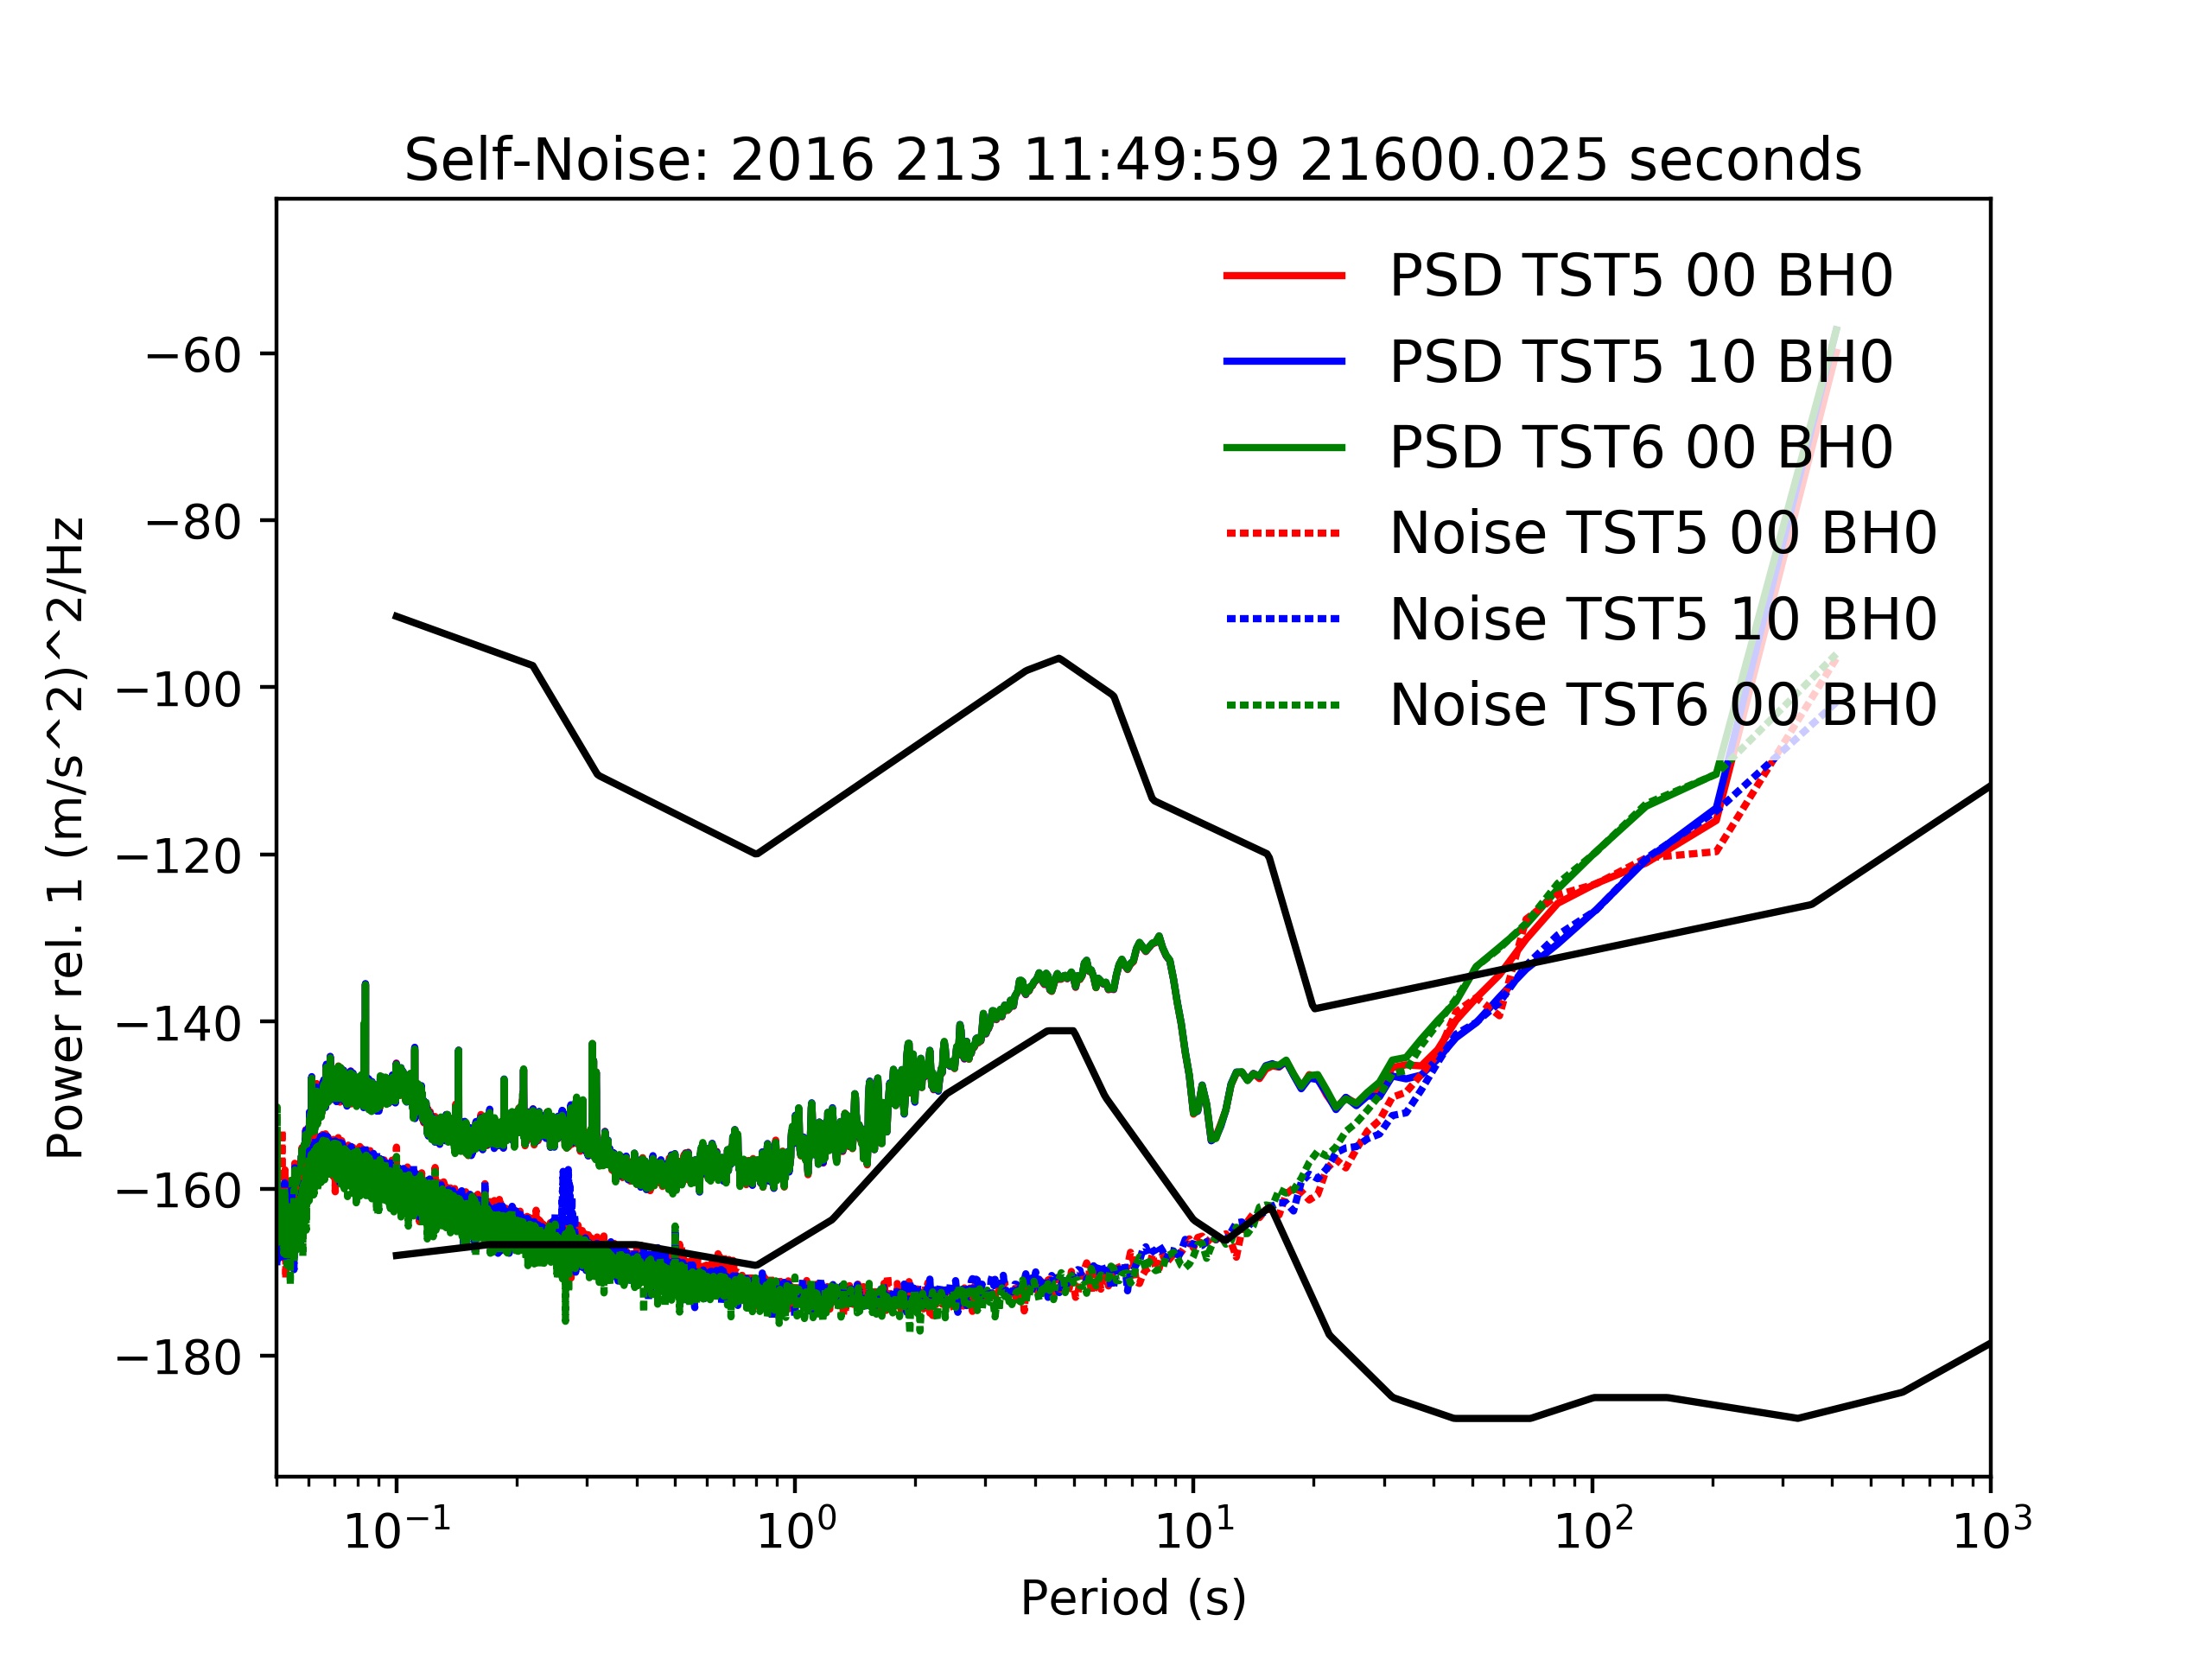 Self-Noise: 2016 213 11:49:59 21600.025 seconds
PSD TST5 00 BH0
PSD TST5 10 BH0
PSD TST6 00 BH0
Noise TST5 00 BH0
Noise TST5 10 BH0
Noise TST6 00 BH0
Power rel. 1 (m/s^2)^2/Hz
−60
−80
−100
−120
−140
−160
−180
10⁻¹ 10⁰ 10¹ 10² 10³
Period (s)